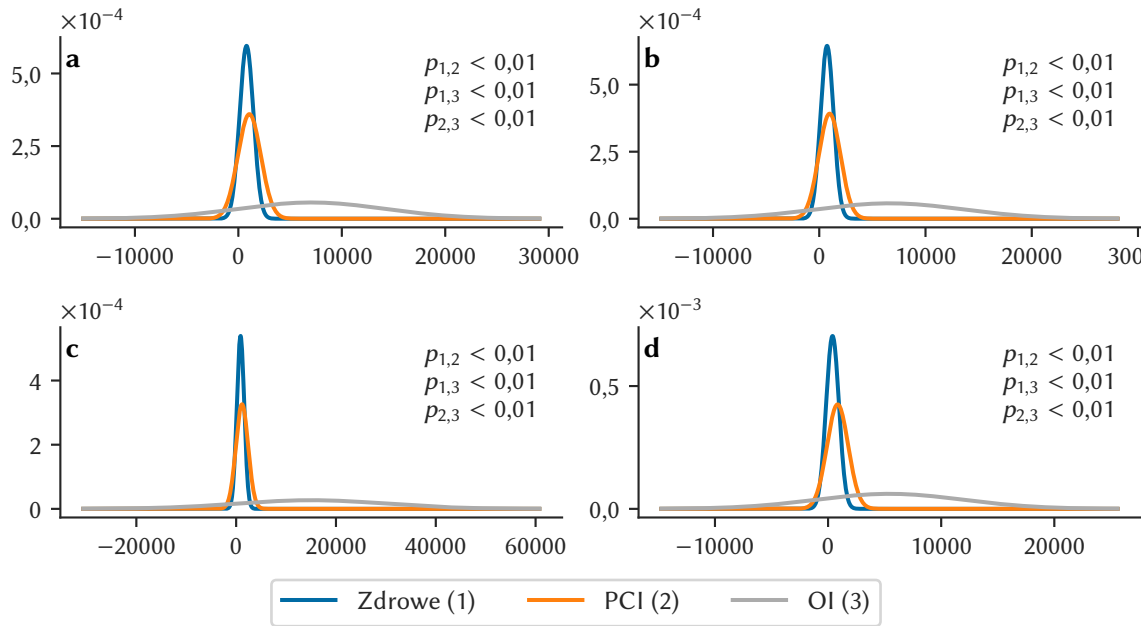 ×10⁻⁴
a
p₁,₂ < 0,01
p₁,₃ < 0,01
p₂,₃ < 0,01
5,0
2,5
0,0
−10000 0 10000 20000 30000
×10⁻⁴
b
p₁,₂ < 0,01
p₁,₃ < 0,01
p₂,₃ < 0,01
5,0
2,5
0,0
−10000 0 10000 20000
×10⁻⁴
c
p₁,₂ < 0,01
p₁,₃ < 0,01
p₂,₃ < 0,01
4
2
0
−20000 0 20000 40000 60000
×10⁻³
d
p₁,₂ < 0,01
p₁,₃ < 0,01
p₂,₃ < 0,01
0,5
0,0
−10000 0 10000 20000
Zdrowe (1) PCI (2) OI (3)